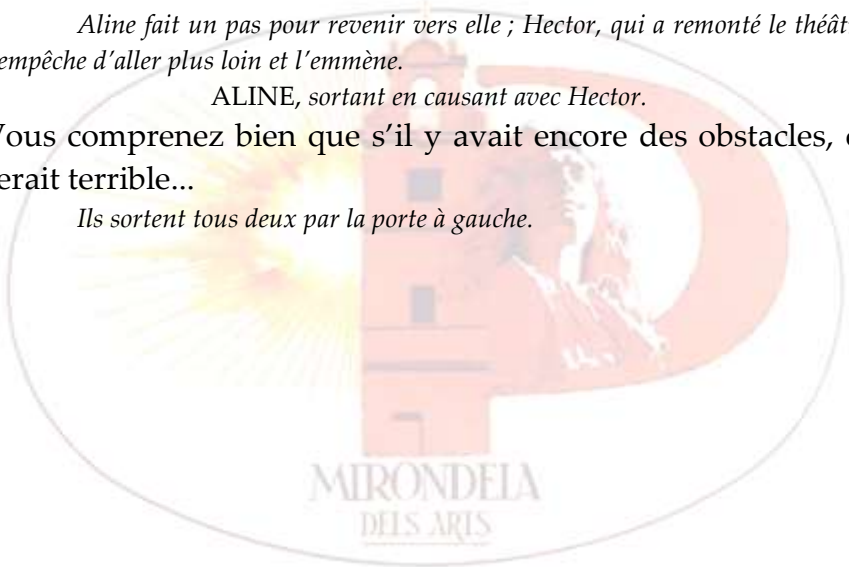 Aline fait un pas pour revenir vers elle ; Hector, qui a remonté le théât
empêche d’aller plus loin et l’emmène.
ALINE, sortant en causant avec Hector.
Vous comprenez bien que s’il y avait encore des obstacles, c
erait terrible...
Ils sortent tous deux par la porte à gauche.
MIRONDELA
DELS ARTS